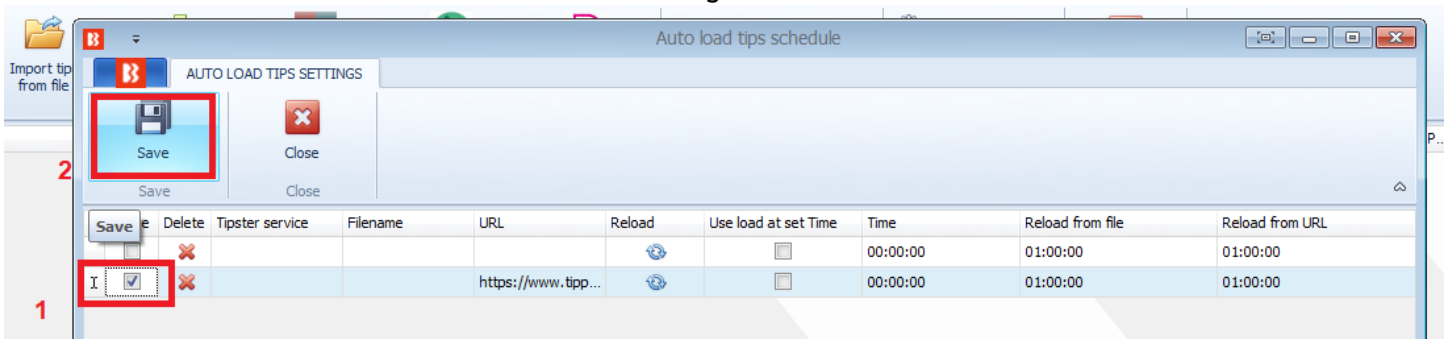 Auto load tips schedule
Import tip
from file
AUTO LOAD TIPS SETTINGS
Save
Close
2
Save
Close
P...
Save
e
Delete
Tipster service
Filename
URL
Reload
Use load at set Time
Time
Reload from file
Reload from URL
00:00:00
01:00:00
01:00:00
https://www.tipp...
00:00:00
01:00:00
01:00:00
1